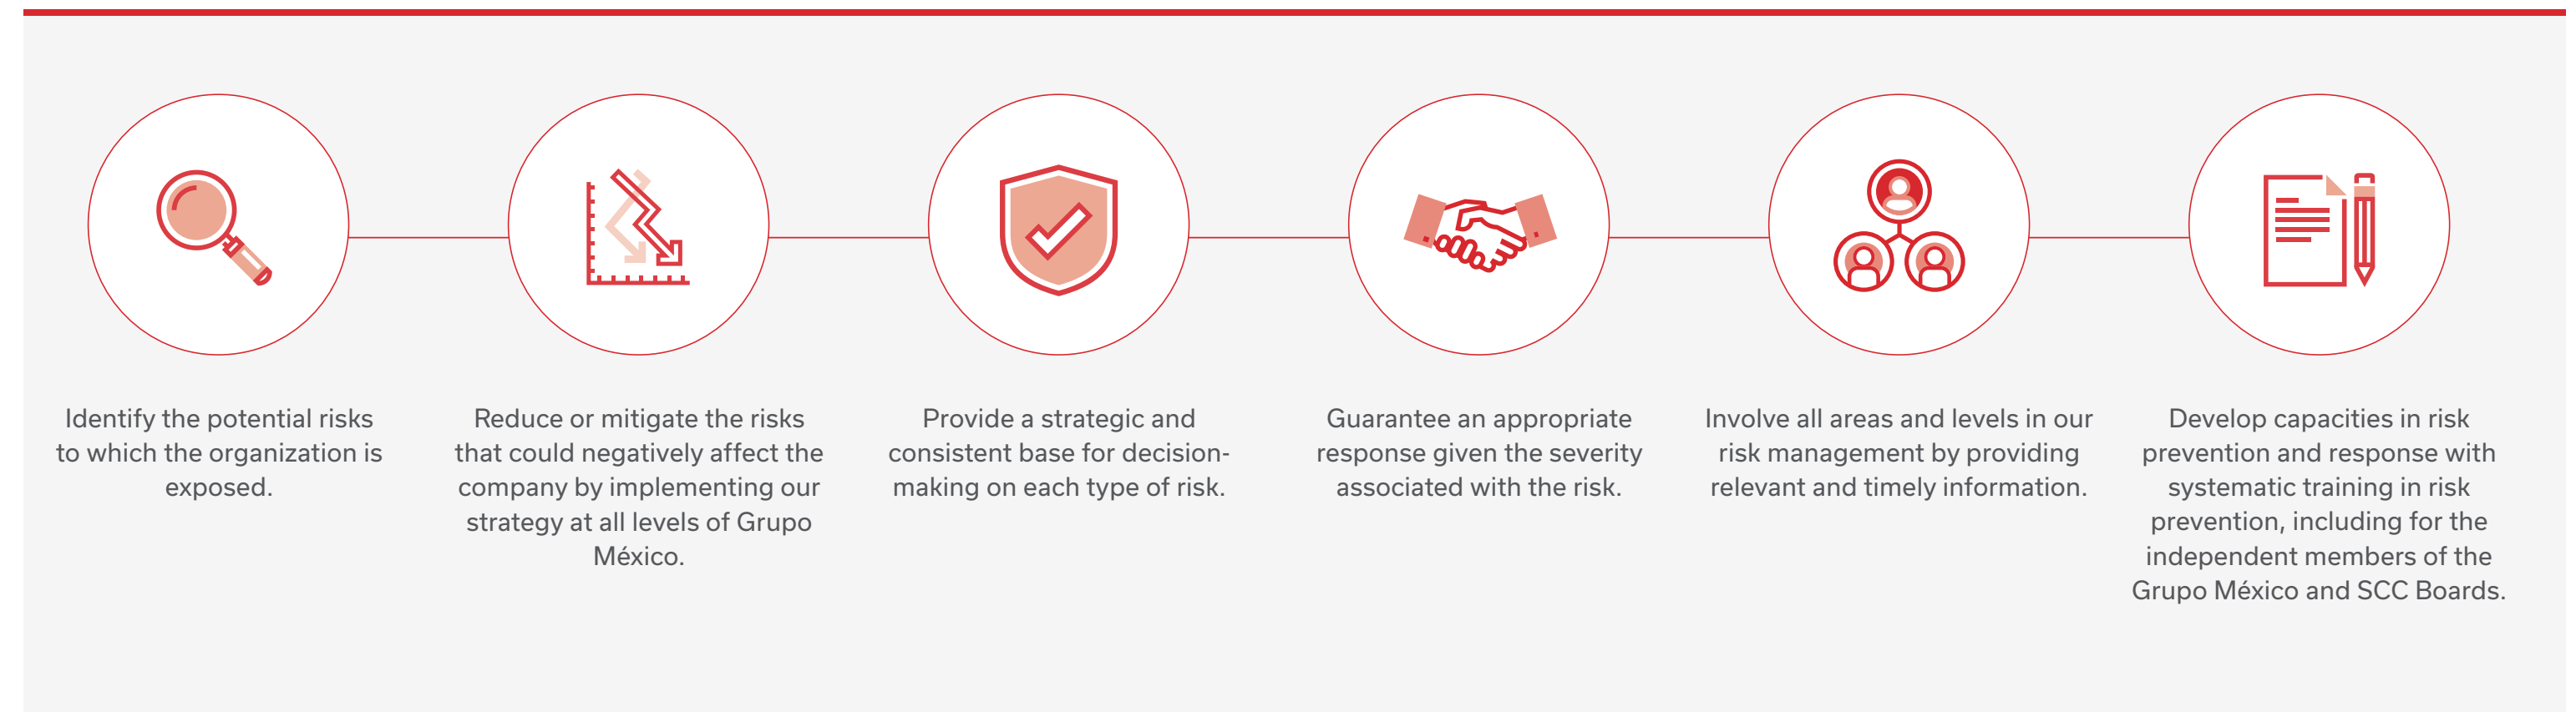 Identify the potential risks
to which the organization is
exposed.
Reduce or mitigate the risks
that could negatively affect the
company by implementing our
strategy at all levels of Grupo
México.
Provide a strategic and
consistent base for decision-
making on each type of risk.
Guarantee an appropriate
response given the severity
associated with the risk.
Involve all areas and levels in our
risk management by providing
relevant and timely information.
Develop capacities in risk
prevention and response with
systematic training in risk
prevention, including for the
independent members of the
Grupo México and SCC Boards.